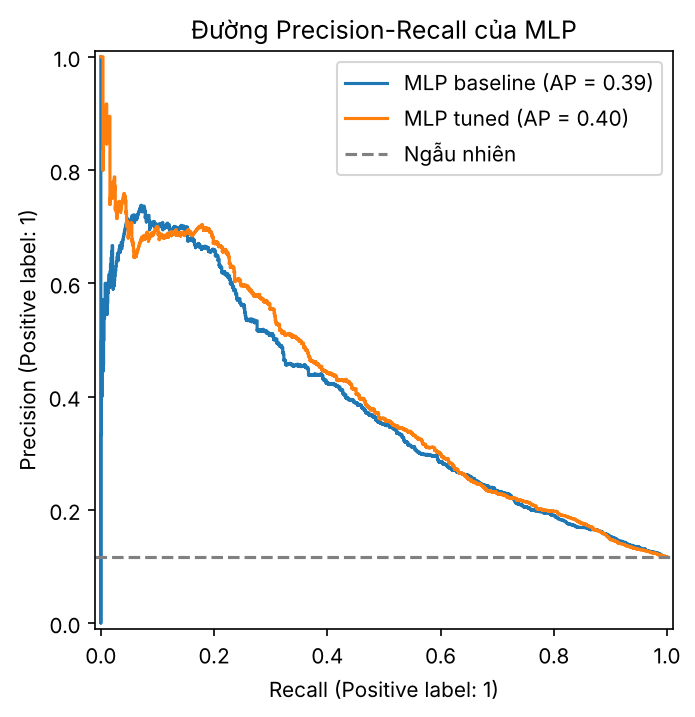 Đường Precision-Recall của MLP
MLP baseline (AP = 0.39)
MLP tuned (AP = 0.40)
Ngẫu nhiên
Precision (Positive label: 1)
1.0
0.8
0.6
0.4
0.2
0.0
0.0 0.2 0.4 0.6 0.8 1.0
Recall (Positive label: 1)